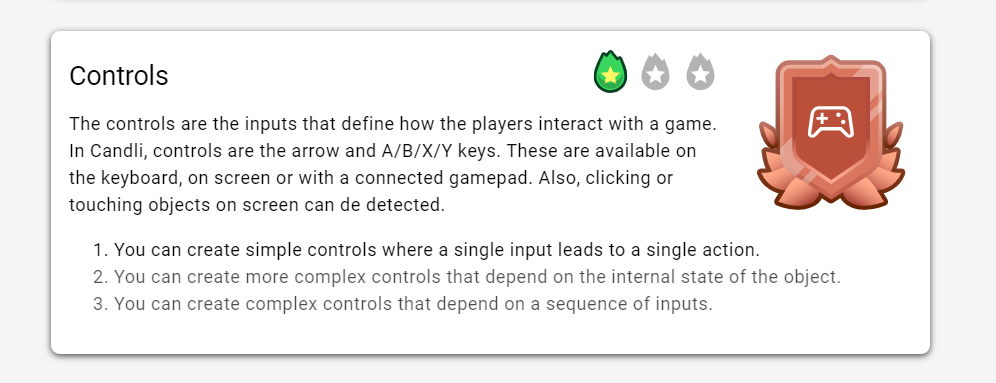 Controls
The controls are the inputs that define how the players interact with a game.
In Candli, controls are the arrow and A/B/X/Y keys. These are available on
the keyboard, on screen or with a connected gamepad. Also, clicking or
touching objects on screen can de detected.
1. You can create simple controls where a single input leads to a single action.
2. You can create more complex controls that depend on the internal state of the object.
3. You can create complex controls that depend on a sequence of inputs.